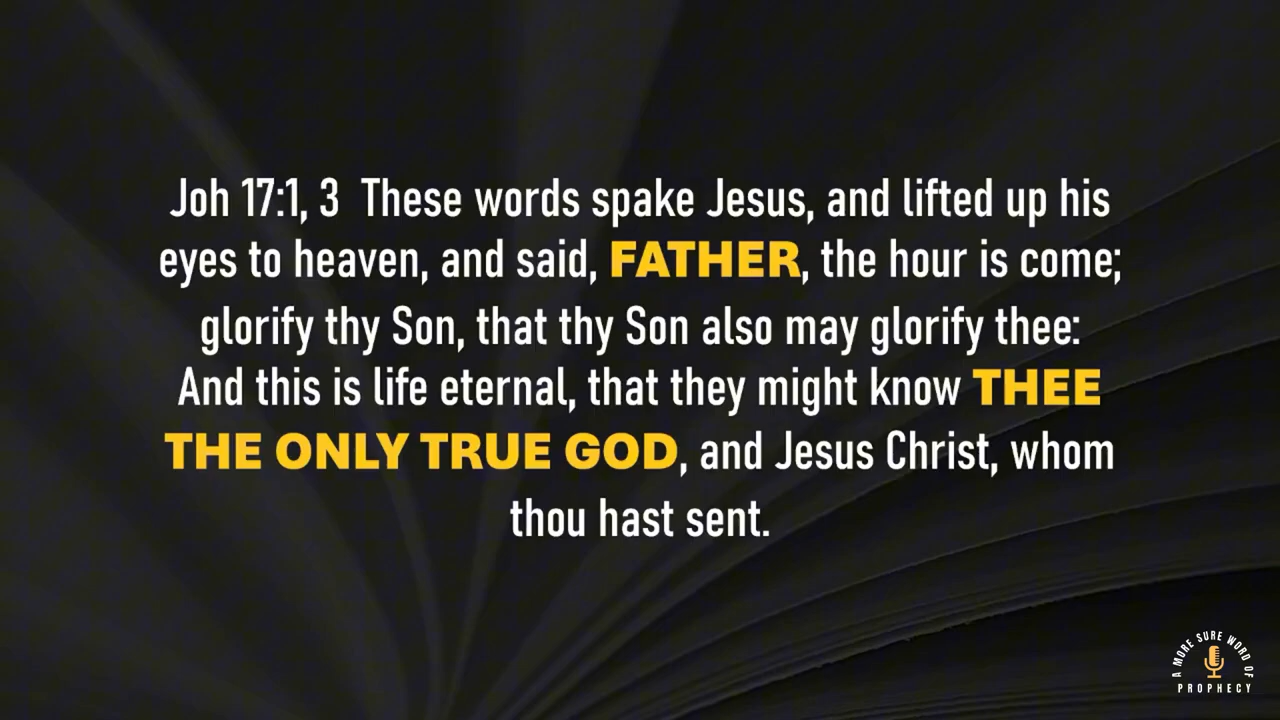 Joh 17:1, 3  These words spake Jesus, and lifted up his
eyes to heaven, and said, FATHER, the hour is come;
glorify thy Son, that thy Son also may glorify thee:
And this is life eternal, that they might know THEE
THE ONLY TRUE GOD, and Jesus Christ, whom
thou hast sent.
A MORE SURE WORD OF
PROPHECY